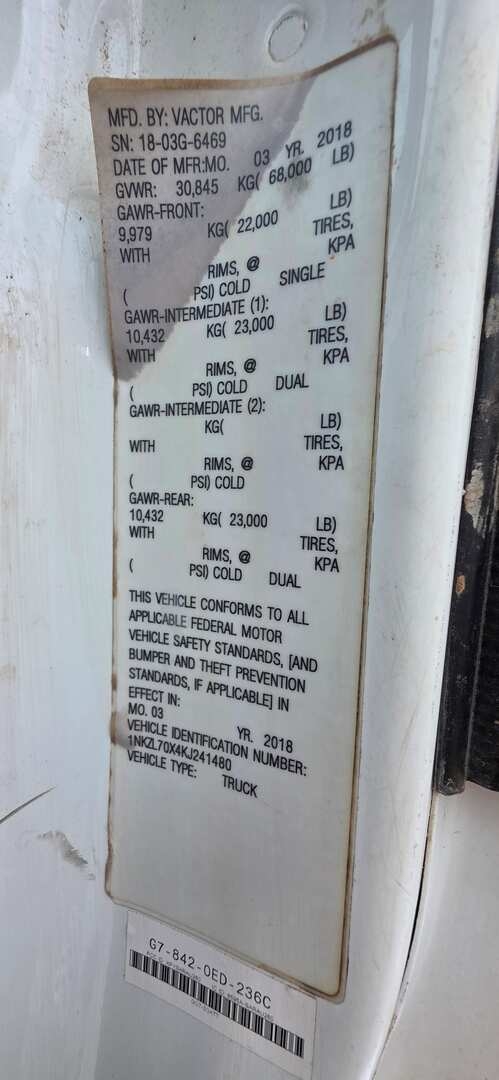 MFD. BY: VACTOR MFG.
SN: 18-03G-6469
DATE OF MFR:MO. 03 YR. 2018
GVWR: 30,845 KG( 68,000 LB)
GAWR-FRONT:
9,979 KG( 22,000 LB)
WITH TIRES,
RIMS, @ KPA
( PSI) COLD SINGLE
GAWR-INTERMEDIATE (1):
10,432 KG( 23,000 LB)
WITH TIRES,
RIMS, @ KPA
( PSI) COLD DUAL
GAWR-INTERMEDIATE (2):
KG( LB)
WITH TIRES,
RIMS, @ KPA
( PSI) COLD
GAWR-REAR:
10,432 KG( 23,000 LB)
WITH TIRES,
RIMS, @ KPA
( PSI) COLD DUAL
THIS VEHICLE CONFORMS TO ALL
APPLICABLE FEDERAL MOTOR
VEHICLE SAFETY STANDARDS, [AND
BUMPER AND THEFT PREVENTION
STANDARDS, IF APPLICABLE] IN
EFFECT IN:
MO. 03 YR. 2018
VEHICLE IDENTIFICATION NUMBER:
1NKZL70X4KJ241480
VEHICLE TYPE: TRUCK
G7-842-0ED-236C